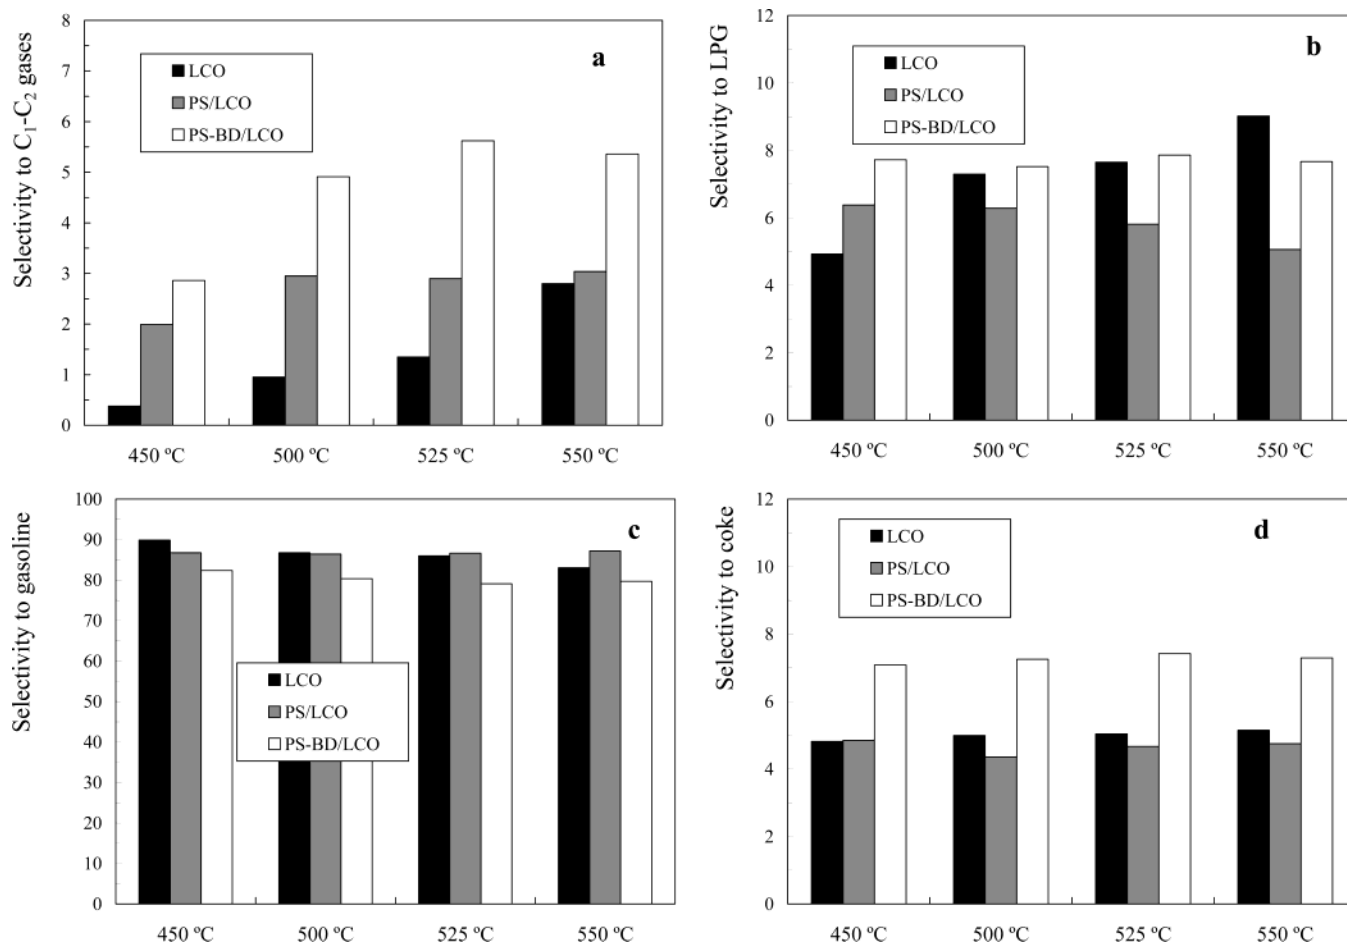 Selectivity to C₁-C₂ gases
8
7
6
5
4
3
2
1
0
LCO
PS/LCO
PS-BD/LCO
a
450 ºC 500 ºC 525 ºC 550 ºC
Selectivity to LPG
12
10
8
6
4
2
0
LCO
PS/LCO
PS-BD/LCO
b
450 ºC 500 ºC 525 ºC 550 ºC
Selectivity to gasoline
100
90
80
70
60
50
40
30
20
10
0
c
LCO
PS/LCO
PS-BD/LCO
450 ºC 500 ºC 525 ºC 550 ºC
Selectivity to coke
12
10
8
6
4
2
0
LCO
PS/LCO
PS-BD/LCO
d
450 ºC 500 ºC 525 ºC 550 ºC